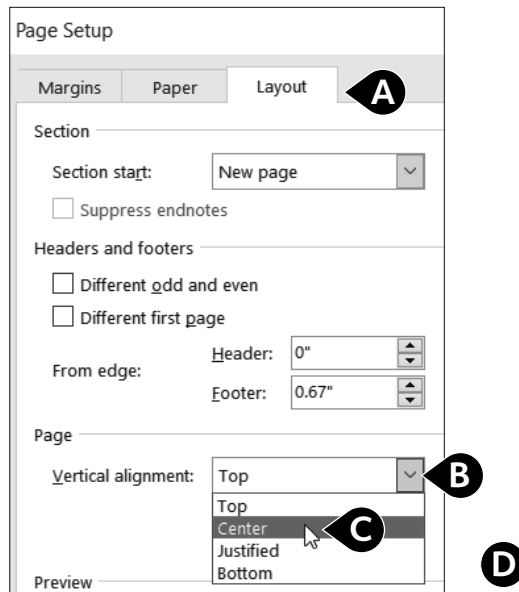 Page Setup
Margins Paper Layout A
Section
Section start: New page
Suppress endnotes
Headers and footers
Different odd and even
Different first page
From edge:
Header: 0"
Footer: 0.67"
Page
Vertical alignment: Top B
Top
Center C
Justified
Bottom
D
Preview